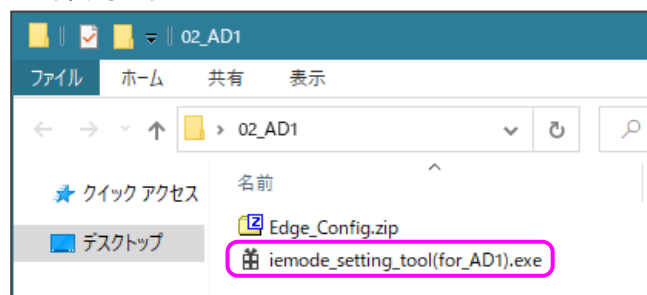 02_AD1
ファイル ホーム 共有 表示
02_AD1
クイック アクセス
デスクトップ
名前
Edge_Config.zip
iemode_setting_tool(for_AD1).exe